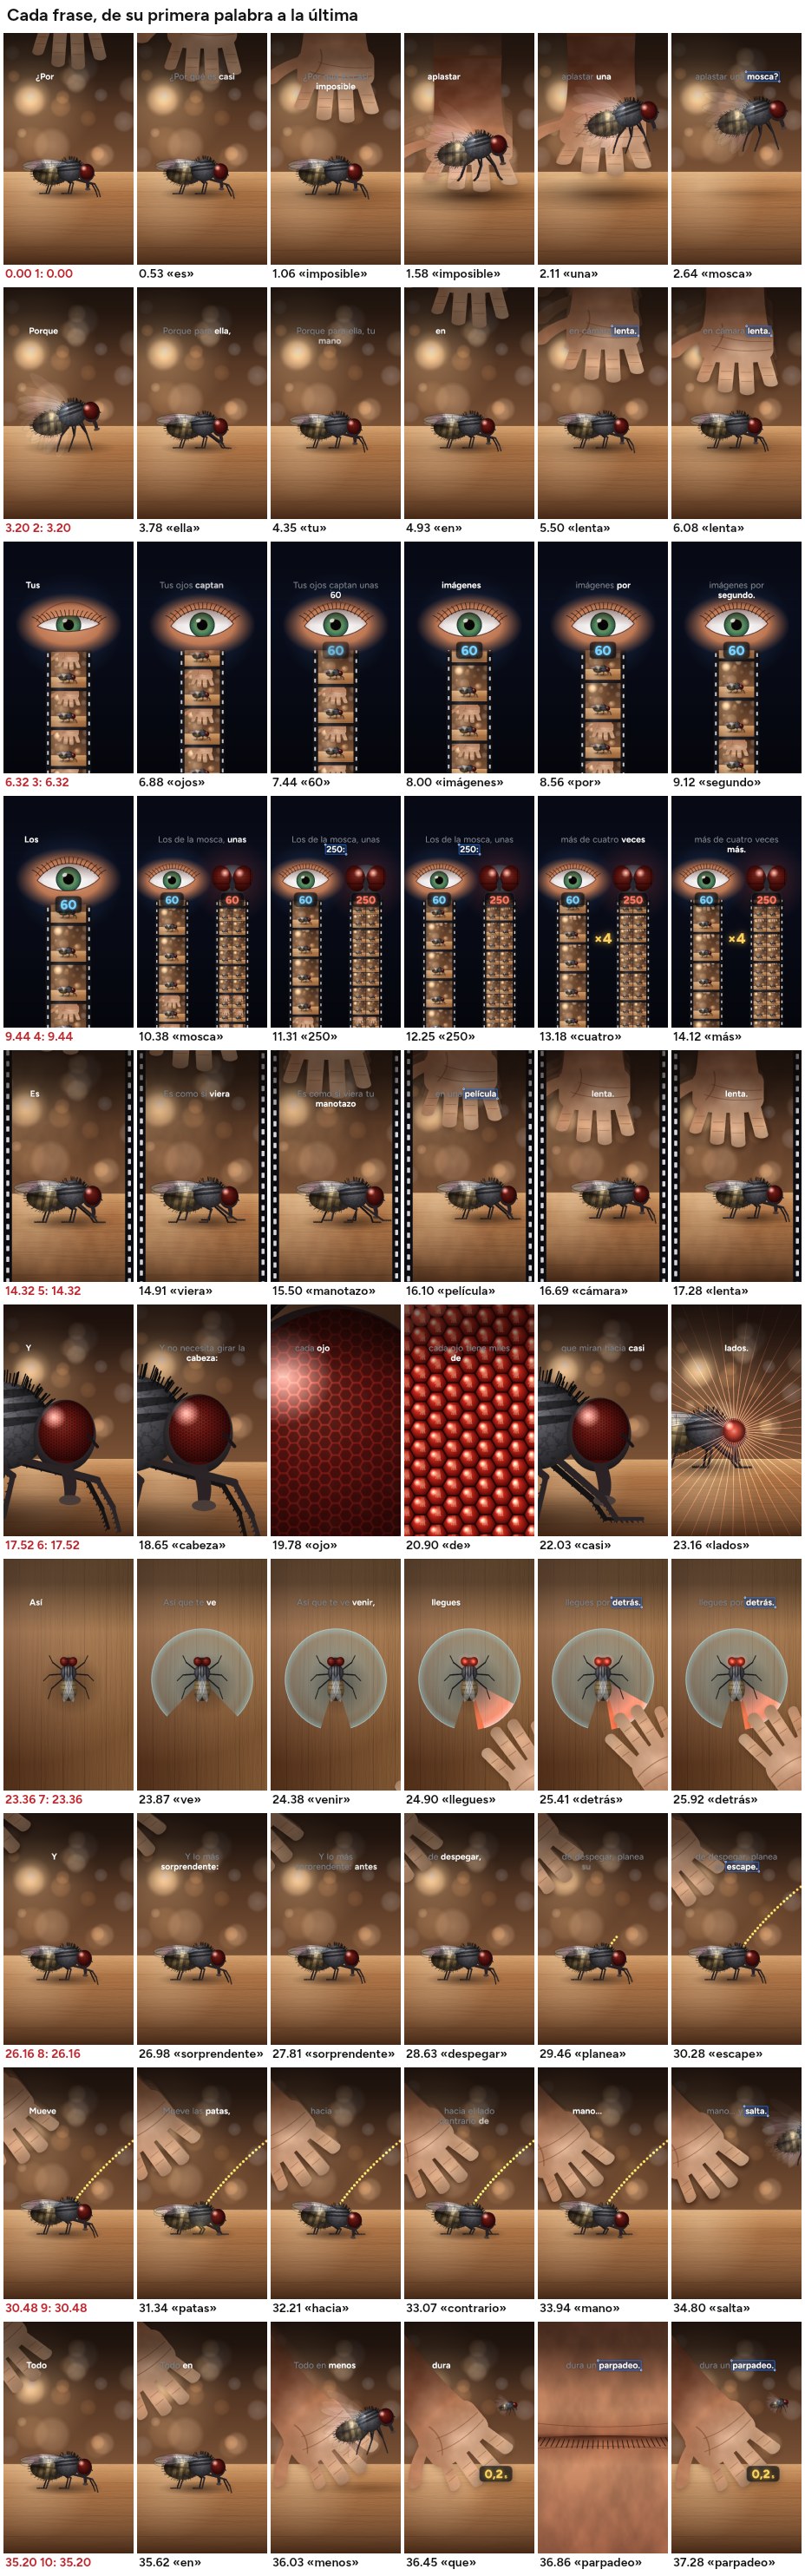 Cada frase, de su primera palabra a la última
¿Por
¿Por qué es casi
imposible
aplastar
aplastar una
aplastar una mosca?
0.00 1: 0.00
0.53 «es»
1.06 «imposible»
1.58 «imposible»
2.11 «una»
2.64 «mosca»
Porque
Porque para ella,
Porque para ella, tu
mano
en
en cámara lenta.
en cámara lenta.
3.20 2: 3.20
3.78 «ella»
4.35 «tu»
4.93 «en»
5.50 «lenta»
6.08 «lenta»
Tus
Tus ojos captan
Tus ojos captan unas
60
imágenes
imágenes por
imágenes por
segundo.
60
60
60
60
6.32 3: 6.32
6.88 «ojos»
7.44 «60»
8.00 «imágenes»
8.56 «por»
9.12 «segundo»
Los
Los de la mosca, unas
Los de la mosca, unas
250:
Los de la mosca, unas
250:
más de cuatro veces
más de cuatro veces
más.
60
60
60
60
250
60
250
60
250
60
250
×4
×4
9.44 4: 9.44
10.38 «mosca»
11.31 «250»
12.25 «250»
13.18 «cuatro»
14.12 «más»
Es
Es como si viera
Es como si viera tu
manotazo
en una película
lenta.
lenta.
14.32 5: 14.32
14.91 «viera»
15.50 «manotazo»
16.10 «película»
16.69 «cámara»
17.28 «lenta»
Y
Y no necesita girar la
cabeza:
cada ojo
cada ojo tiene miles
de
que miran hacia casi
lados.
17.52 6: 17.52
18.65 «cabeza»
19.78 «ojo»
20.90 «de»
22.03 «casi»
23.16 «lados»
Así
Así que te ve
Así que te ve venir,
llegues
llegues por detrás.
llegues por detrás.
23.36 7: 23.36
23.87 «ve»
24.38 «venir»
24.90 «llegues»
25.41 «detrás»
25.92 «detrás»
Y
Y lo más
sorprendente:
Y lo más
sorprendente: antes
de despegar,
de despegar, planea
su
de despegar, planea
escape.
26.16 8: 26.16
26.98 «sorprendente»
27.81 «sorprendente»
28.63 «despegar»
29.46 «planea»
30.28 «escape»
Mueve
Mueve las patas,
hacia
hacia el lado
contrario de
mano...
mano... salta.
30.48 9: 30.48
31.34 «patas»
32.21 «hacia»
33.07 «contrario»
33.94 «mano»
34.80 «salta»
Todo
Todo en
Todo en menos
dura
dura un parpadeo.
dura un parpadeo.
0,2 s
0,2 s
35.20 10: 35.20
35.62 «en»
36.03 «menos»
36.45 «que»
36.86 «parpadeo»
37.28 «parpadeo»